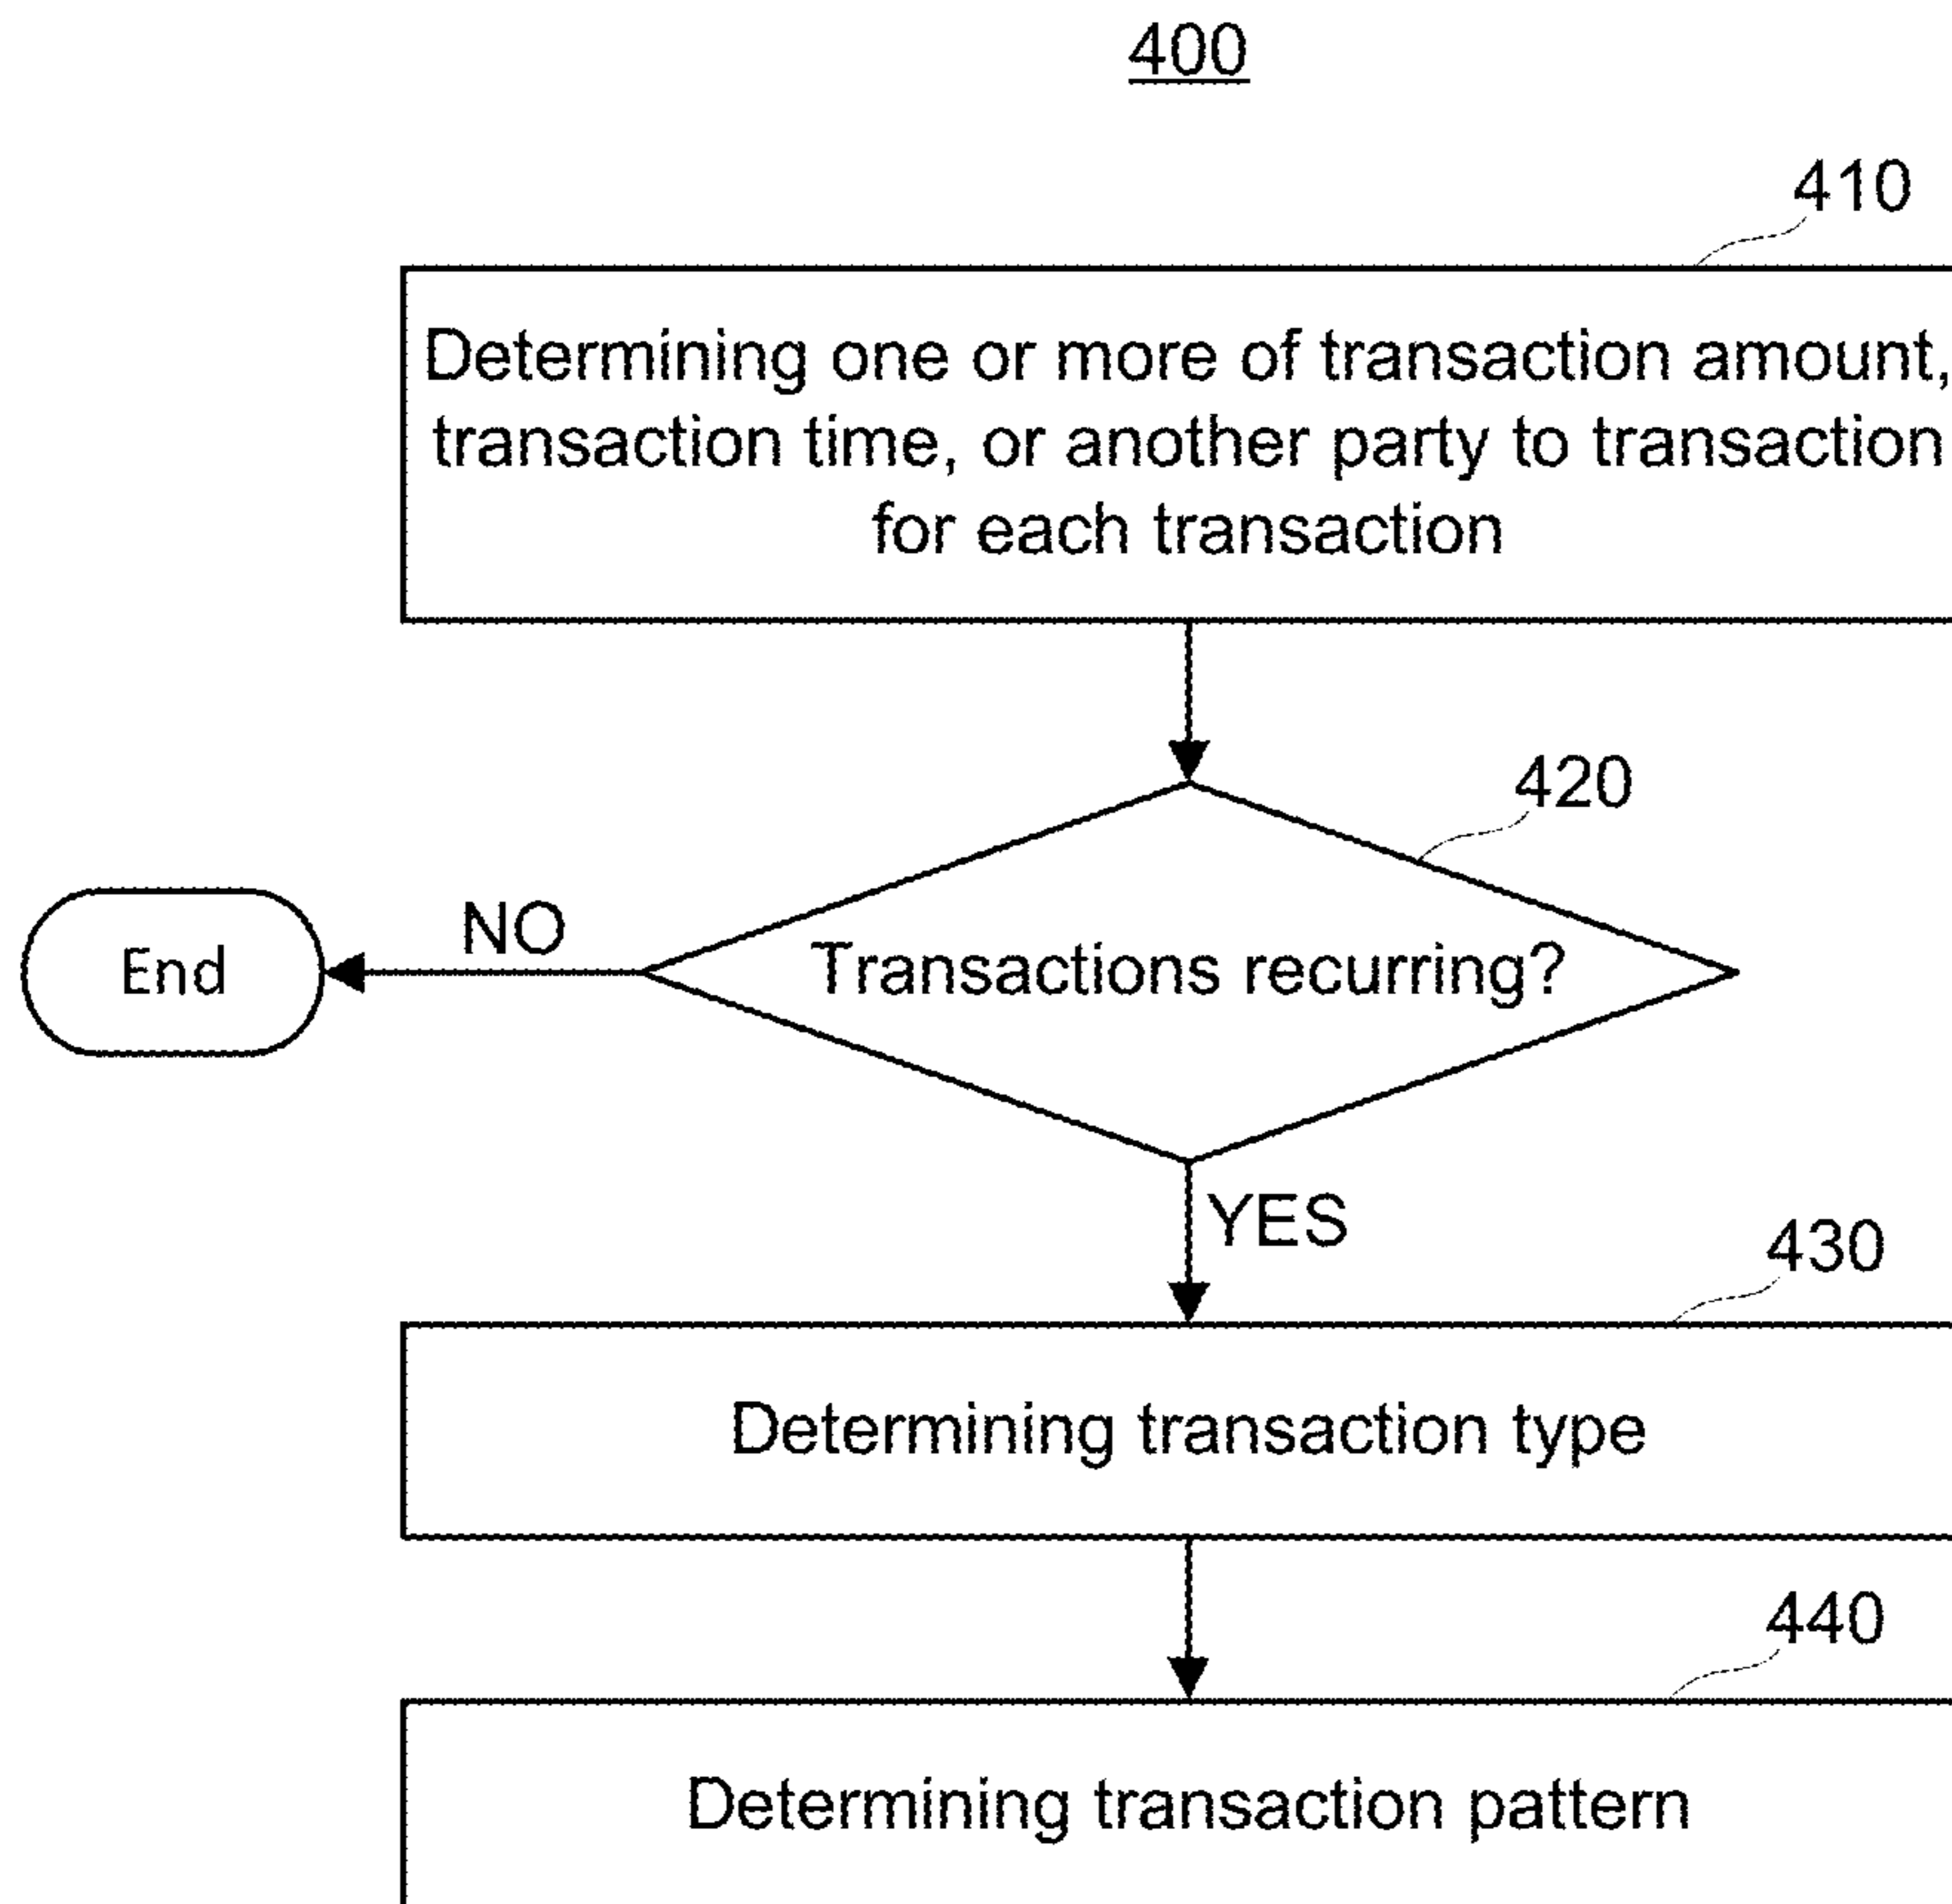 400
410
Determining one or more of transaction amount,
transaction time, or another party to transaction
for each transaction
420
NO
End
Transactions recurring?
YES
430
Determining transaction type
440
Determining transaction pattern